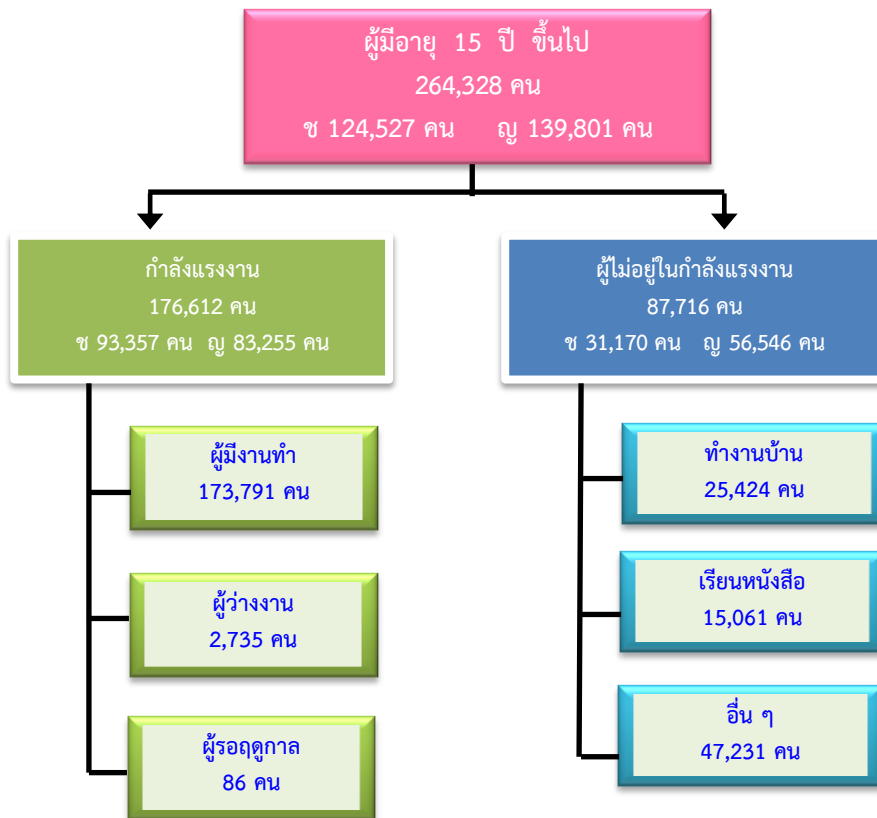 ผู้มีอายุ 15 ปี ขึ้นไป
264,328 คน
ช 124,527 คน ญ 139,801 คน
กำลังแรงงาน
176,612 คน
ช 93,357 คน ญ 83,255 คน
ผู้ไม่อยู่ในกำลังแรงงาน
87,716 คน
ช 31,170 คน ญ 56,546 คน
ผู้มีงานทำ
173,791 คน
ผู้ว่างงาน
2,735 คน
ผู้รอฤดูกาล
86 คน
ทำงานบ้าน
25,424 คน
เรียนหนังสือ
15,061 คน
อื่น ๆ
47,231 คน